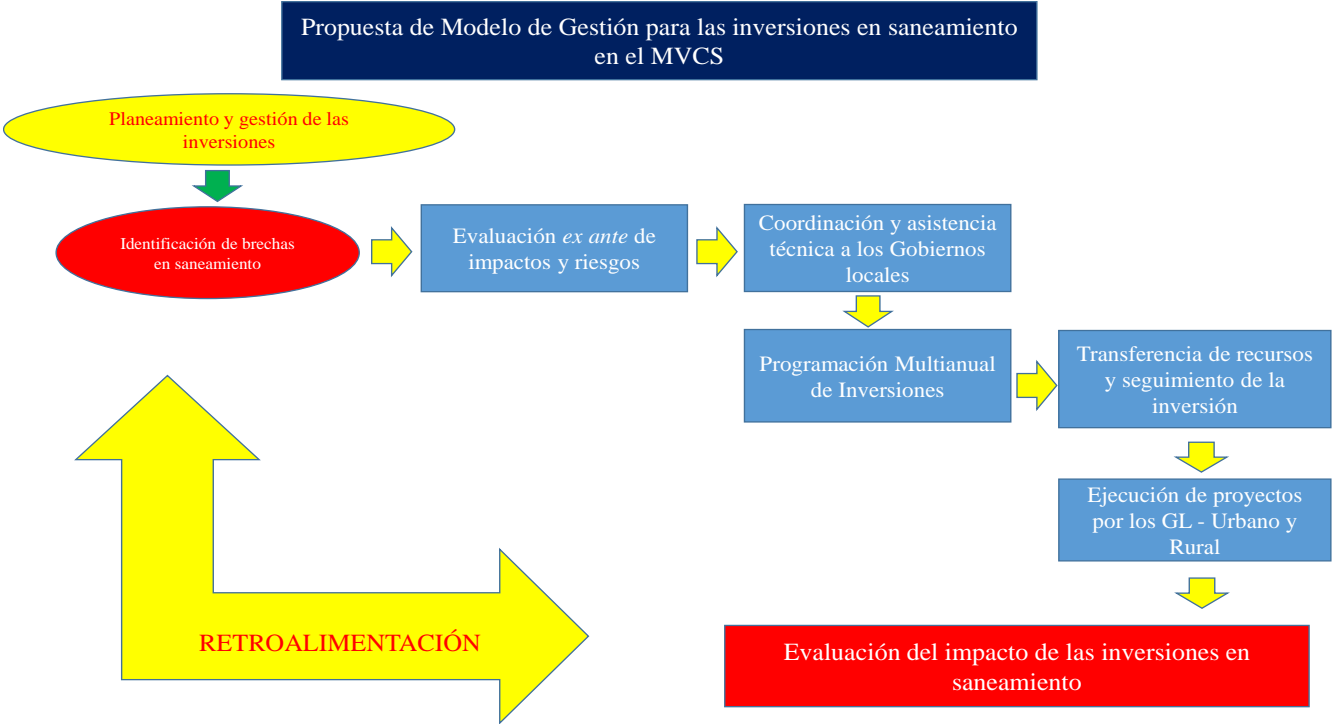 Propuesta de Modelo de Gestión para las inversiones en saneamiento
en el MVCS
Planeamiento y gestión de las
inversiones
Identificación de brechas
en saneamiento
Evaluación ex ante de
impactos y riesgos
Coordinación y asistencia
técnica a los Gobiernos
locales
Programación Multianual
de Inversiones
Transferencia de recursos
y seguimiento de la
inversión
Ejecución de proyectos
por los GL - Urbano y
Rural
RETROALIMENTACIÓN
Evaluación del impacto de las inversiones en
saneamiento